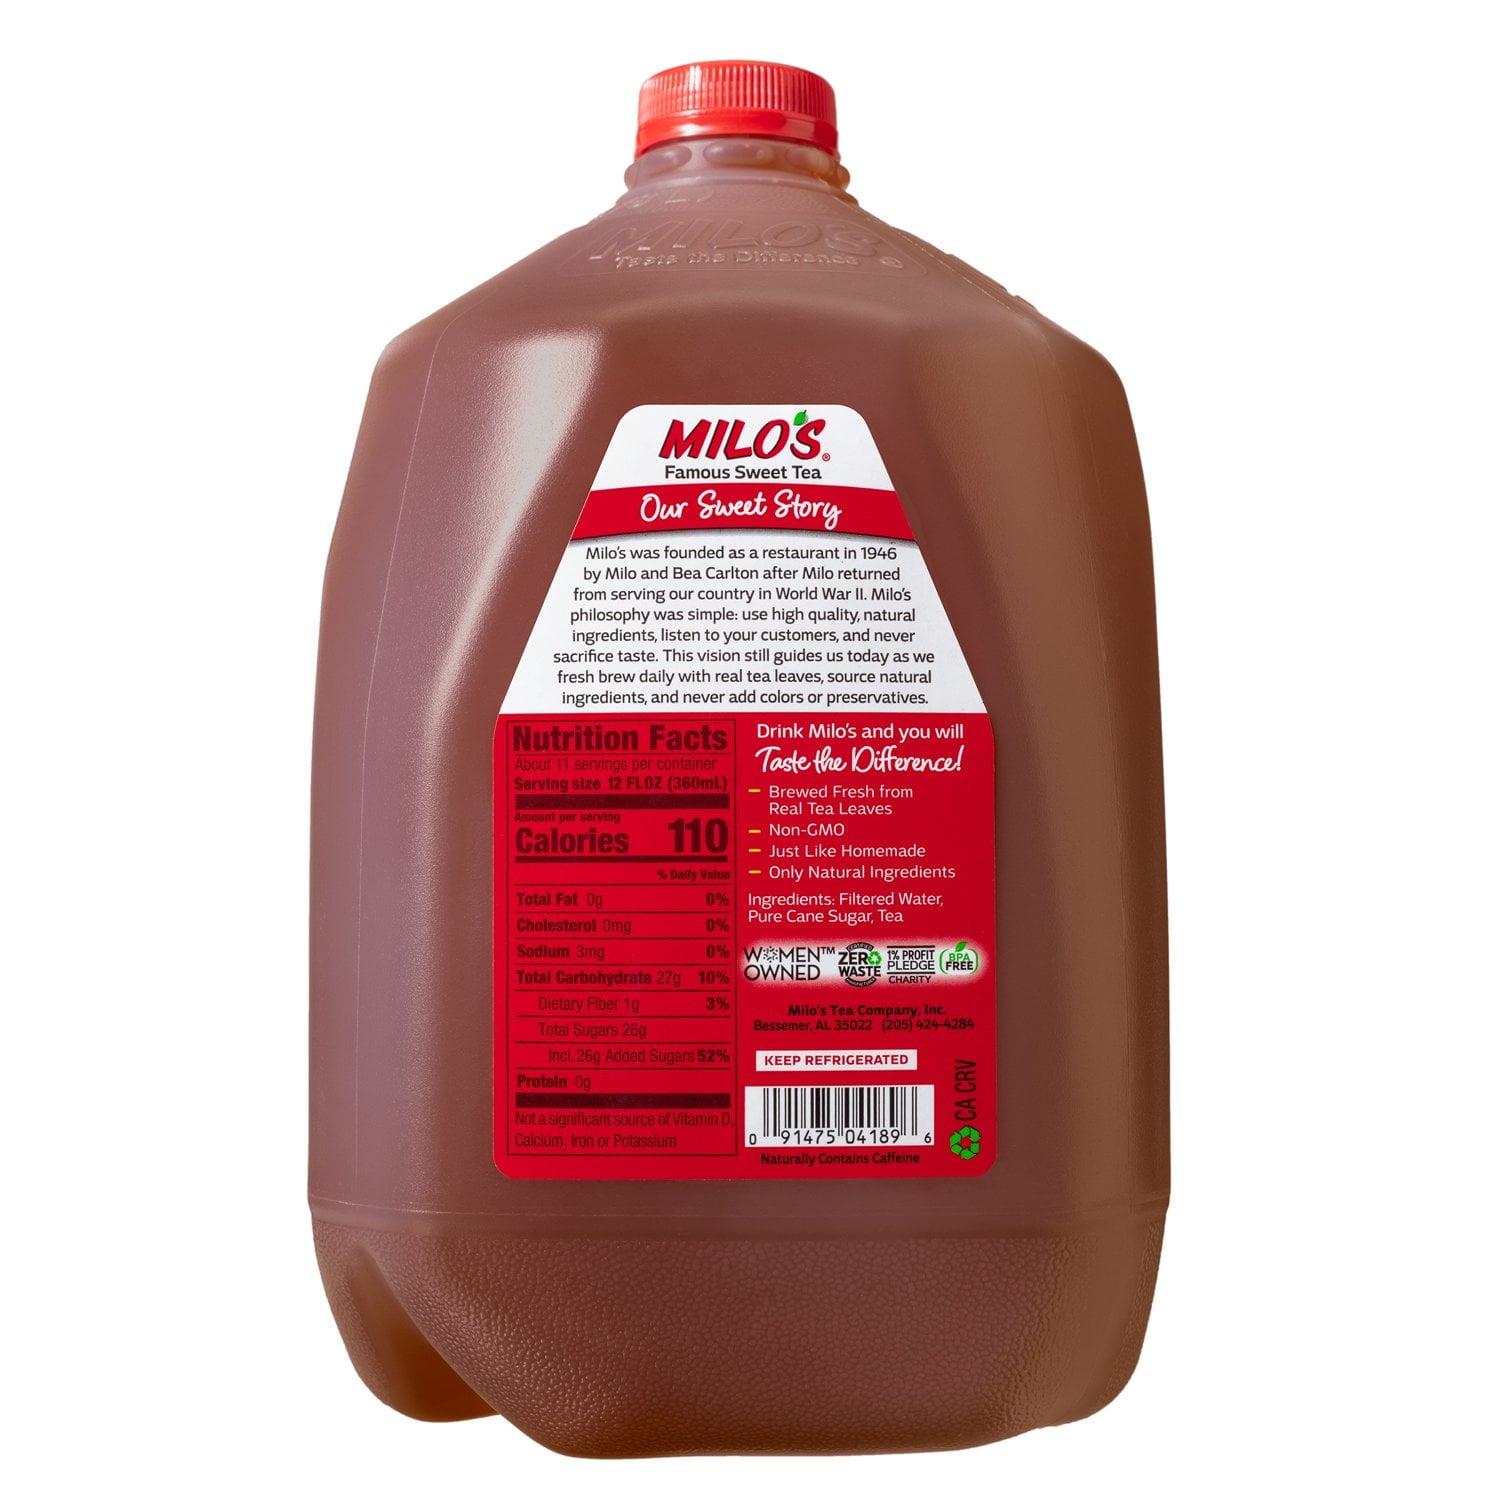 MILO'S
Taste the Difference
MILO'S®
Famous Sweet Tea
Our Sweet Story
Milo's was founded as a restaurant in 1946
by Milo and Bea Carlton after Milo returned
from serving our country in World War II. Milo's
philosophy was simple: use high quality, natural
ingredients, listen to your customers, and never
sacrifice taste. This vision still guides us today as we
fresh brew daily with real tea leaves, source natural
ingredients, and never add colors or preservatives.
Nutrition Facts
About 11 servings per container
Serving size 12 FL OZ (360mL)
Amount per serving
Calories 110
% Daily Value
Total Fat 0g 0%
Cholesterol 0mg 0%
Sodium 3mg 0%
Total Carbohydrate 27g 10%
Dietary Fiber 1g 3%
Total Sugars 26g
Incl. 26g Added Sugars 52%
Protein 0g
Not a significant source of Vitamin D,
Calcium, Iron or Potassium
Drink Milo's and you will
Taste the Difference!
– Brewed Fresh from
Real Tea Leaves
– Non-GMO
– Just Like Homemade
– Only Natural Ingredients
Ingredients: Filtered Water,
Pure Cane Sugar, Tea
WOMEN™
OWNED
CERTIFIED
ZERO
WASTE
1% PROFIT
PLEDGE
CHARITY
BPA
FREE
Milo's Tea Company, Inc.
Bessemer, AL 35022 (205) 424-4284
KEEP REFRIGERATED
0 91475 04189 6
Naturally Contains Caffeine
CA CRV